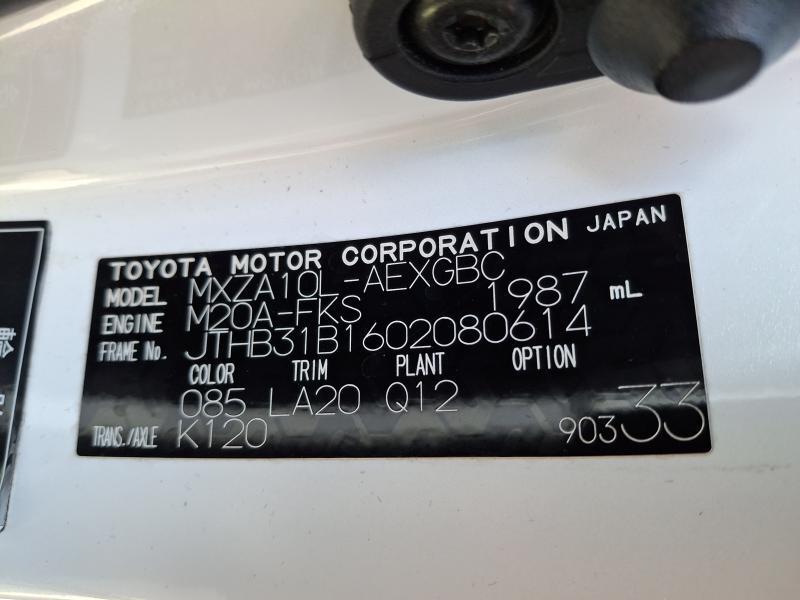 TOYOTA MOTOR CORPORATION JAPAN
MODEL MXZA10L-AEXGBC
ENGINE M20A-FKS 1987 mL
FRAME No. JTHB31B1602080614
COLOR TRIM PLANT OPTION
085 LA20 Q12
TRANS./AXLE K120 90333